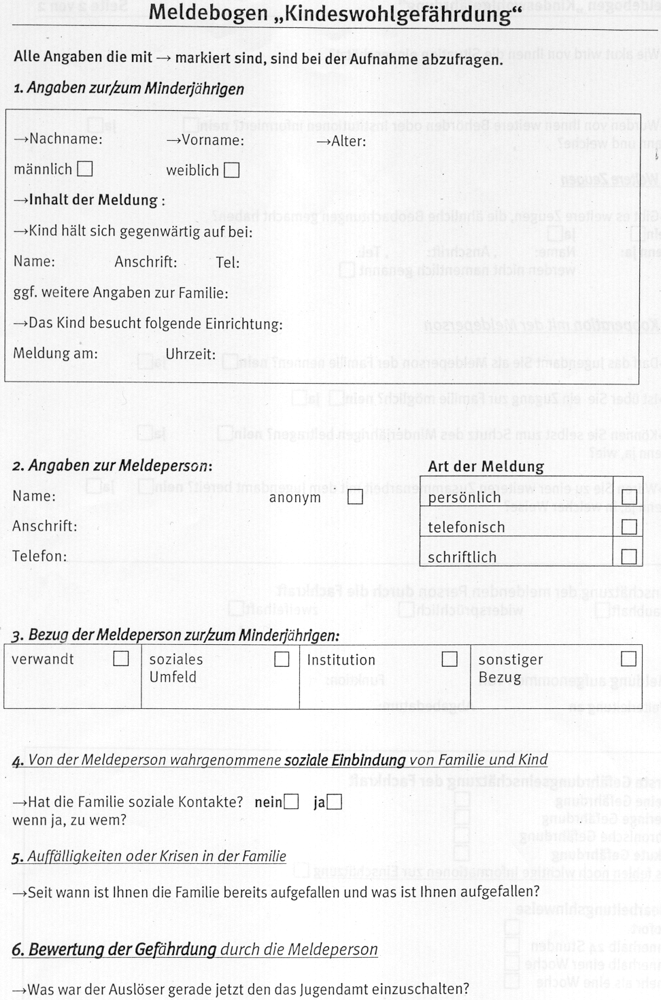 Meldebogen „Kindeswohlgefährdung“
Alle Angaben die mit → markiert sind, sind bei der Aufnahme abzufragen.
1. Angaben zur/zum Minderjährigen
→Nachname: →Vorname: →Alter:
männlich ☐ weiblich ☐
→Inhalt der Meldung :
→Kind hält sich gegenwärtig auf bei:
Name: Anschrift: Tel:
ggf. weitere Angaben zur Familie:
→Das Kind besucht folgende Einrichtung:
Meldung am: Uhrzeit:
2. Angaben zur Meldeperson:
Name: anonym ☐
Anschrift:
Telefon:
Art der Meldung
persönlich ☐
telefonisch ☐
schriftlich ☐
3. Bezug der Meldeperson zur/zum Minderjährigen:
verwandt ☐ soziales ☐ Institution ☐ sonstiger ☐
Umfeld Bezug
4. Von der Meldeperson wahrgenommene soziale Einbindung von Familie und Kind
→Hat die Familie soziale Kontakte? nein☐ ja☐
wenn ja, zu wem?
5. Auffälligkeiten oder Krisen in der Familie
→Seit wann ist Ihnen die Familie bereits aufgefallen und was ist Ihnen aufgefallen?
6. Bewertung der Gefährdung durch die Meldeperson
→Was war der Auslöser gerade jetzt den das Jugendamt einzuschalten?